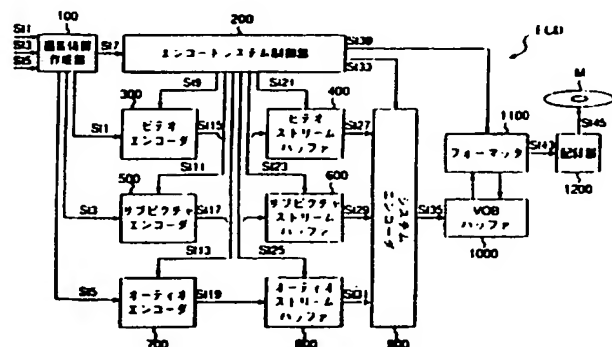 100
200
ECD
St1
St3
St5
編集情報
作成部
St7
エンコードシステム制御部
St39
St33
M
St45
St9
St21
300
400
1100
St1
ビデオ
エンコーダ
St15
ビデオ
ストリーム
バッファ
St27
フォーマッタ
St43
記録部
1200
St11
St23
500
600
St3
サブピクチャ
エンコーダ
St17
サブピクチャ
ストリーム
バッファ
St29
システム
エンコーダ
St35
VOB
バッファ
1000
St13
St25
St5
オーディオ
エンコーダ
St19
オーディオ
ストリーム
バッファ
St31
700
800
900